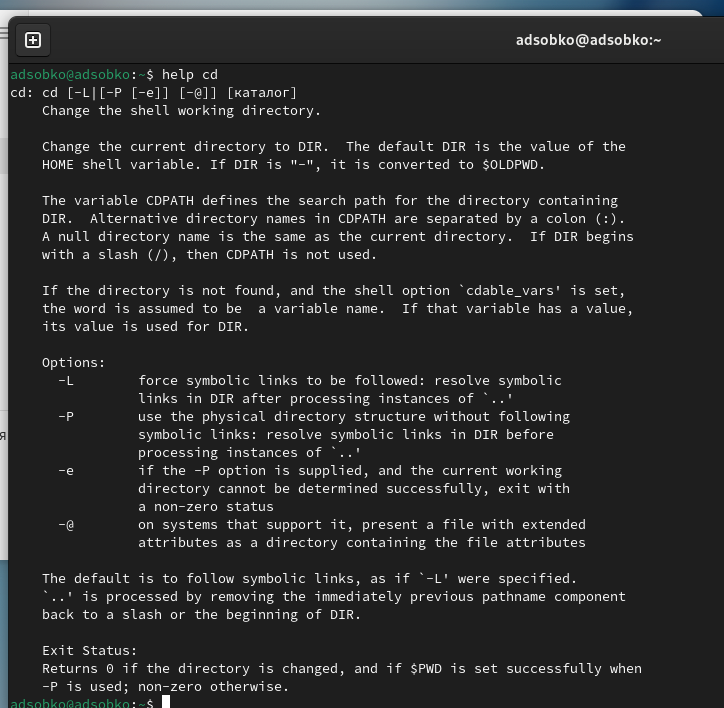 adsobko@adsobko:~
adsobko@adsobko:~$ help cd
cd: cd [-L|[-P [-e]] [-@]] [каталог]
    Change the shell working directory.

    Change the current directory to DIR.  The default DIR is the value of the
    HOME shell variable. If DIR is "-", it is converted to $OLDPWD.

    The variable CDPATH defines the search path for the directory containing
    DIR.  Alternative directory names in CDPATH are separated by a colon (:).
    A null directory name is the same as the current directory.  If DIR begins
    with a slash (/), then CDPATH is not used.

    If the directory is not found, and the shell option `cdable_vars' is set,
    the word is assumed to be  a variable name.  If that variable has a value,
    its value is used for DIR.

    Options:
      -L        force symbolic links to be followed: resolve symbolic
                links in DIR after processing instances of `..'
      -P        use the physical directory structure without following
                symbolic links: resolve symbolic links in DIR before
                processing instances of `..'
      -e        if the -P option is supplied, and the current working
                directory cannot be determined successfully, exit with
                a non-zero status
      -@        on systems that support it, present a file with extended
                attributes as a directory containing the file attributes

    The default is to follow symbolic links, as if `-L' were specified.
    `..' is processed by removing the immediately previous pathname component
    back to a slash or the beginning of DIR.

    Exit Status:
    Returns 0 if the directory is changed, and if $PWD is set successfully when
    -P is used; non-zero otherwise.
adsobko@adsobko:~$
я